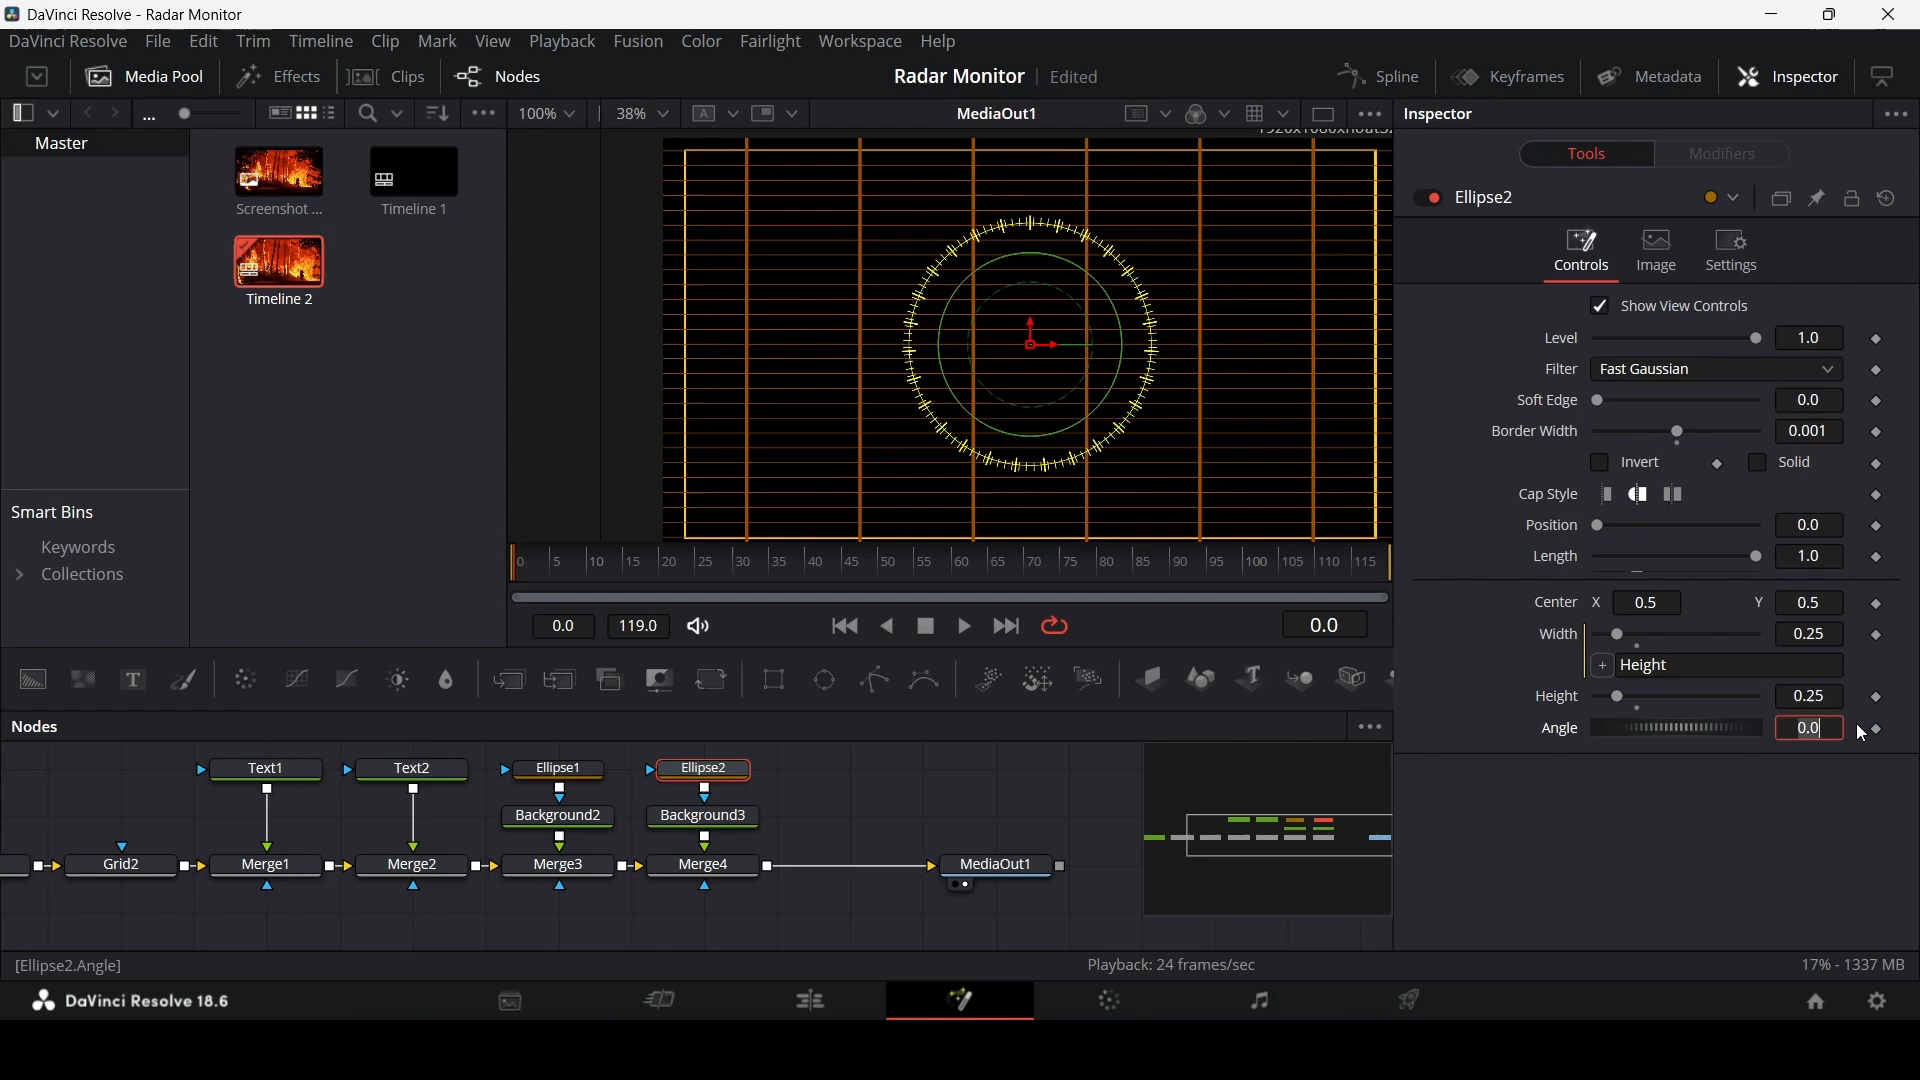 DaVinci Resolve - Radar Monitor
DaVinci Resolve File Edit Trim Timeline Clip Mark View Playback Fusion Color Fairlight Workspace Help
Media Pool Effects Clips Nodes Radar Monitor Edited Spline Keyframes Metadata Inspector
... 100% 38% A MediaOut1 Inspector
Master
Tools Modifiers
Ellipse2
Screenshot ... Timeline 1
Timeline 2
Controls Image Settings
Show View Controls
Level 1.0
Filter Fast Gaussian
Soft Edge 0.0
Border Width 0.001
Invert Solid
Cap Style
Position 0.0
Length 1.0
Center X 0.5 Y 0.5
Width 0.25
+ Height
Height 0.25
Angle 0.0
Smart Bins
Keywords
Collections
0 5 10 15 20 25 30 35 40 45 50 55 60 65 70 75 80 85 90 95 100 105 110 115
0.0 119.0 0.0
T T
Nodes
Text1 Text2 Ellipse1 Ellipse2
Background2 Background3
Grid2 Merge1 Merge2 Merge3 Merge4 MediaOut1
[Ellipse2.Angle] Playback: 24 frames/sec 17% - 1337 MB
DaVinci Resolve 18.6